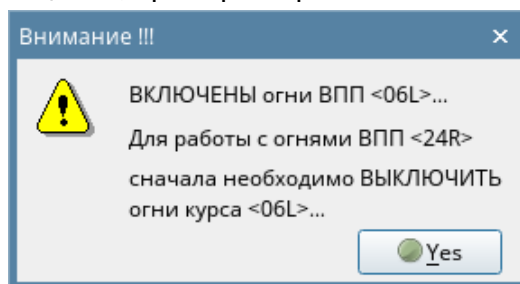 Внимание !!!
ВКЛЮЧЕНЫ огни ВПП <06L>...
Для работы с огнями ВПП <24R>
сначала необходимо ВЫКЛЮЧИТЬ
огни курса <06L>...
Yes